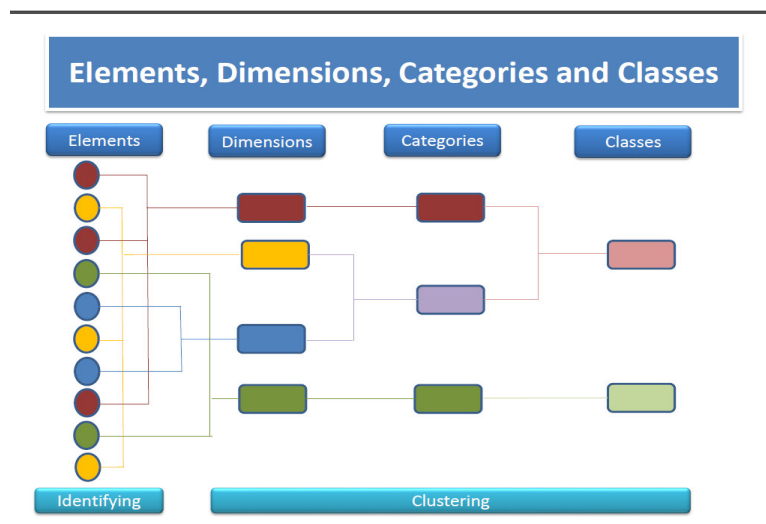 Elements, Dimensions, Categories and Classes
Elements
Dimensions
Categories
Classes
Identifying
Clustering